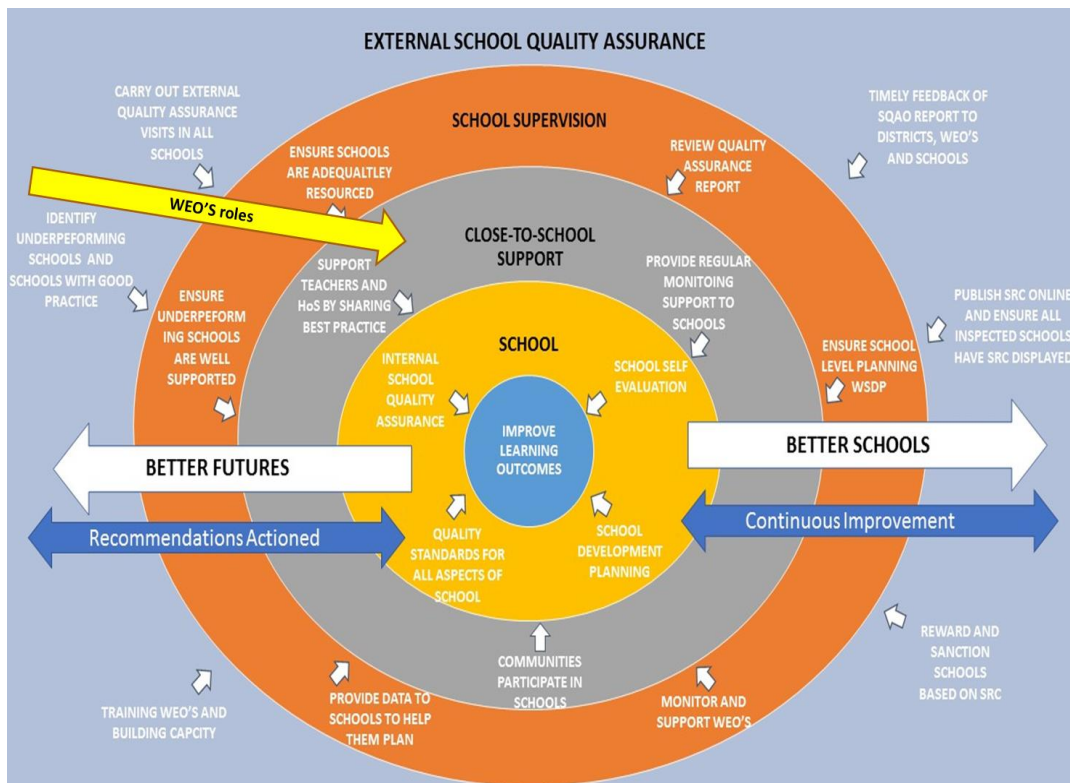 EXTERNAL SCHOOL QUALITY ASSURANCE
CARRY OUT EXTERNAL
QUALITY ASSURANCE
VISITS IN ALL
SCHOOLS
TIMELY FEEDBACK OF
SQAO REPORT TO
DISTRICTS, WEO'S
AND SCHOOLS
SCHOOL SUPERVISION
ENSURE SCHOOLS
ARE ADEQUALTLEY
RESOURCED
REVIEW QUALITY
ASSURANCE
REPORT
WEO'S roles
IDENTIFY
UNDERPEFORMING
SCHOOLS AND
SCHOOLS WITH GOOD
PRACTICE
CLOSE-TO-SCHOOL
SUPPORT
SUPPORT
TEACHERS AND
HoS BY SHARING
BEST PRACTICE
PROVIDE REGULAR
MONITOING
SUPPORT TO
SCHOOLS
ENSURE
UNDERPEFORM
ING SCHOOLS
ARE WELL
SUPPORTED
PUBLISH SRC ONLINE
AND ENSURE ALL
INSPECTED SCHOOLS
HAVE SRC DISPLAYED
SCHOOL
INTERNAL
SCHOOL
QUALITY
ASSURANCE
SCHOOL SELF
EVALUATION
ENSURE SCHOOL
LEVEL PLANNING
WSDP
IMPROVE
LEARNING
OUTCOMES
BETTER FUTURES
BETTER SCHOOLS
Recommendations Actioned
Continuous Improvement
QUALITY
STANDARDS FOR
ALL ASPECTS OF
SCHOOL
SCHOOL
DEVELOPMENT
PLANNING
COMMUNITIES
PARTICIPATE IN
SCHOOLS
REWARD AND
SANCTION
SCHOOLS
BASED ON SRC
TRAINING WEO'S AND
BUILDING CAPCITY
PROVIDE DATA TO
SCHOOLS TO HELP
THEM PLAN
MONITOR AND
SUPPORT WEO'S